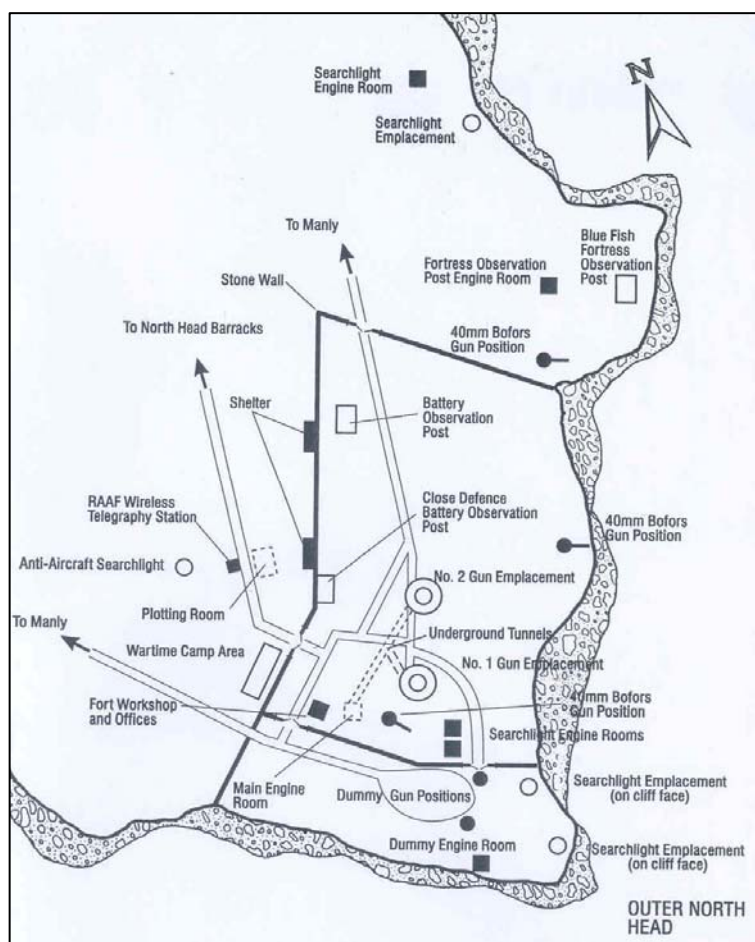 Searchlight
Engine Room
Searchlight
Emplacement
N
To Manly
Blue Fish
Fortress
Observation
Post
Fortress Observation
Post Engine Room
Stone Wall
To North Head Barracks
40mm Bofors
Gun Position
Shelter
Battery
Observation
Post
RAAF Wireless
Telegraphy Station
Close Defence
Battery Observation
Post
40mm Bofors
Gun Position
Anti-Aircraft Searchlight
No. 2 Gun Emplacement
Plotting Room
To Manly
Underground Tunnels
Wartime Camp Area
No. 1 Gun Emplacement
Fort Workshop
and Offices
40mm Bofors
Gun Position
Searchlight Engine Rooms
Main Engine
Room
Dummy Gun Positions
Searchlight Emplacement
(on cliff face)
Dummy Engine Room
Searchlight Emplacement
(on cliff face)
OUTER NORTH
HEAD